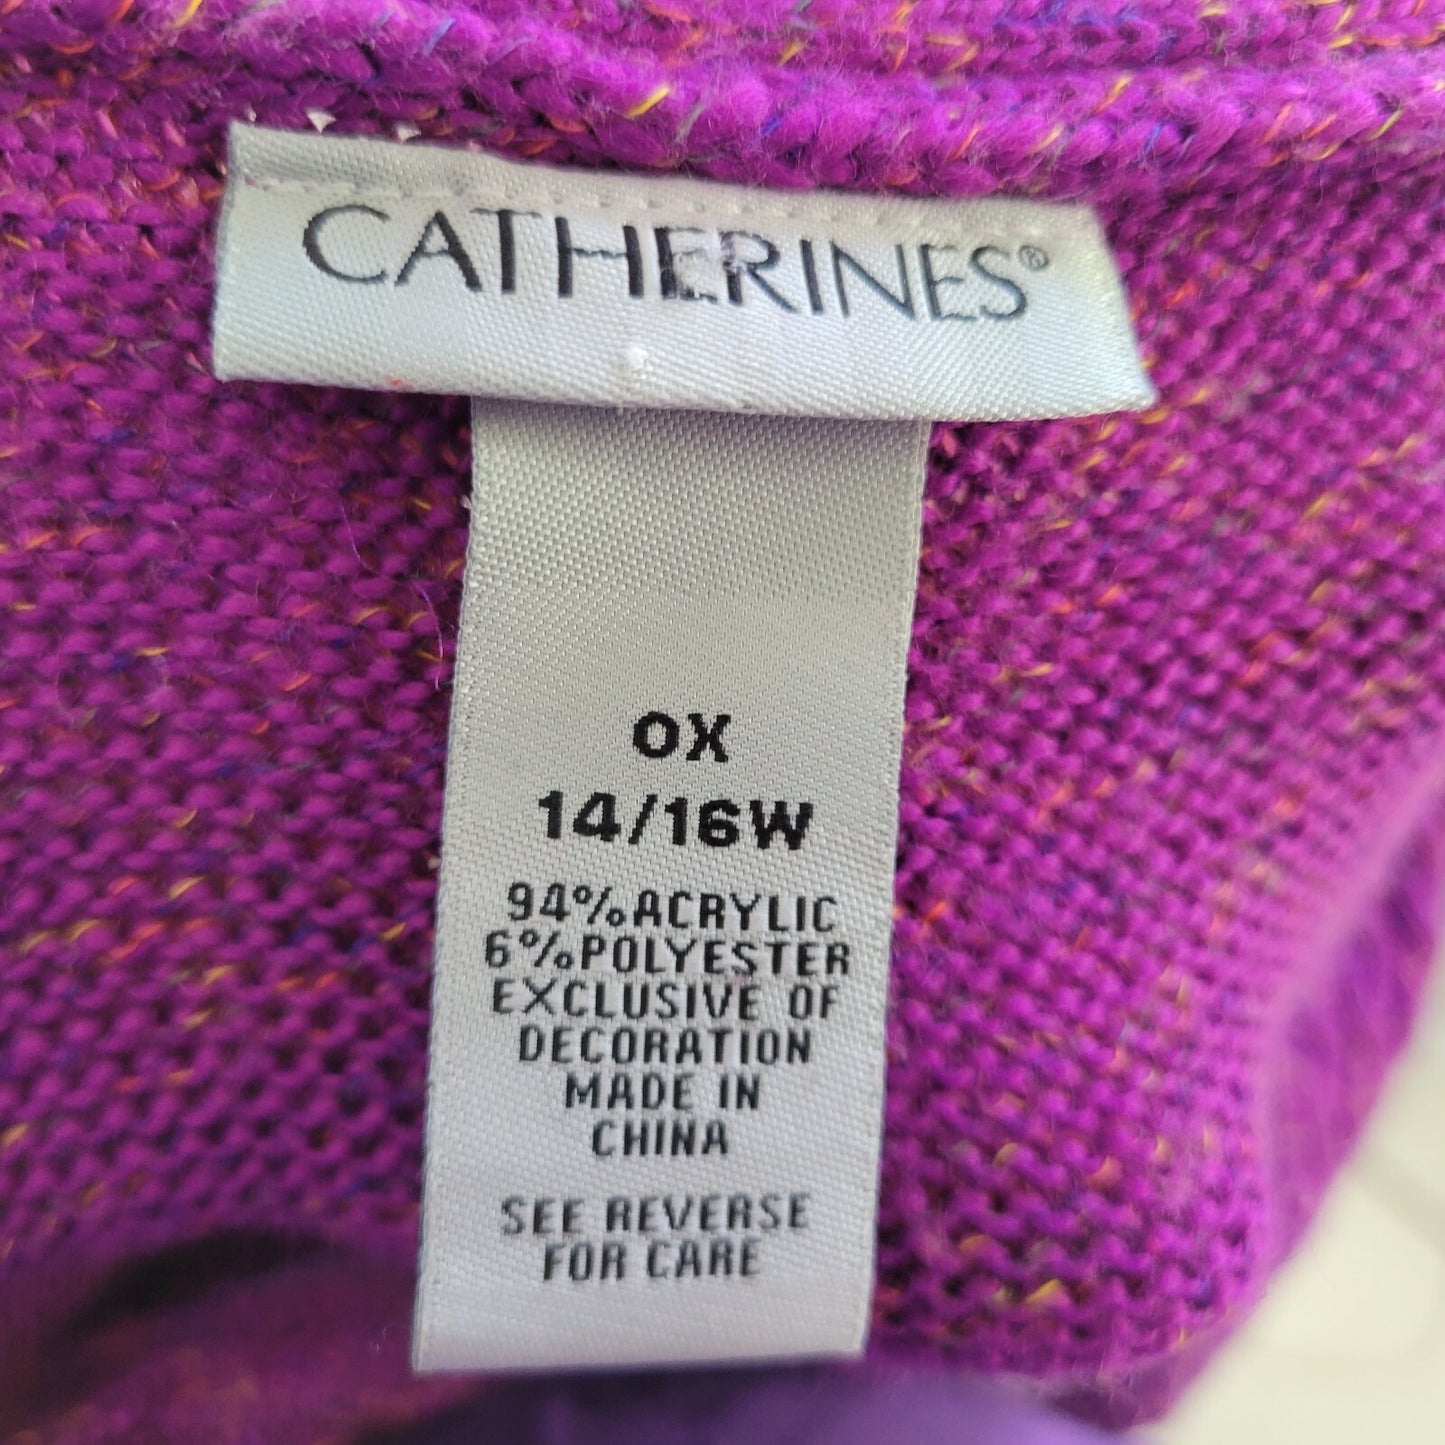 CATHERINES®
0X
14/16W
94%ACRYLIC
6%POLYESTER
EXCLUSIVE OF
DECORATION
MADE IN
CHINA
SEE REVERSE
FOR CARE